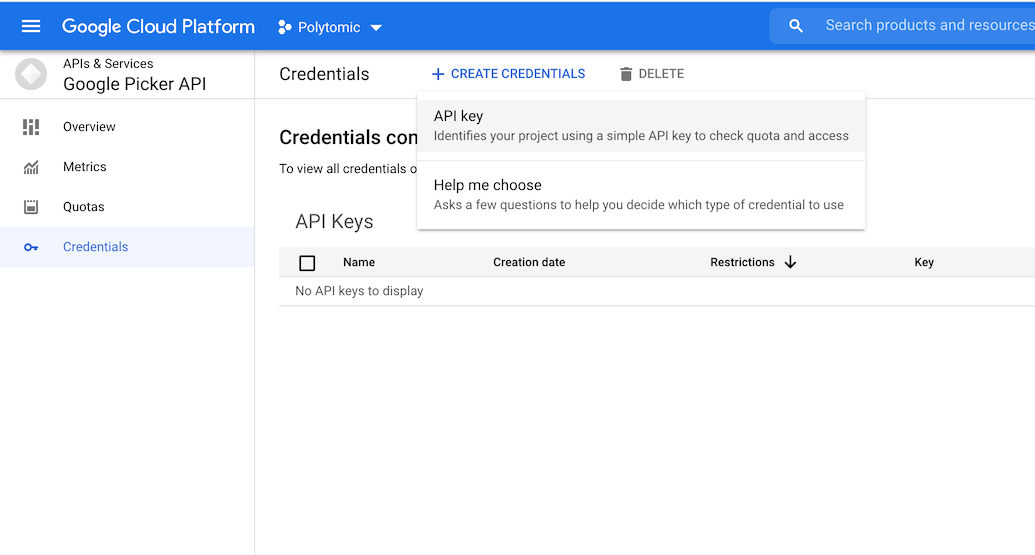 Google Cloud Platform
Polytomic
Search products and resources
APIs & Services
Google Picker API
Credentials
CREATE CREDENTIALS
DELETE
Overview
Metrics
Quotas
Credentials
API key
Identifies your project using a simple API key to check quota and access
Help me choose
Asks a few questions to help you decide which type of credential to use
Credentials com
To view all credentials o
API Keys
Name
Creation date
Restrictions
Key
No API keys to display